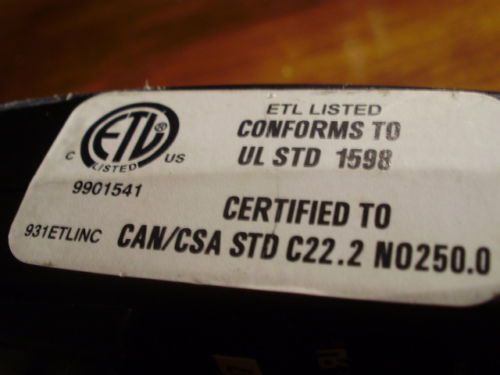 ETL®
LISTED
C US
9901541
931ETLINC
ETL LISTED
CONFORMS TO
UL STD 1598
CERTIFIED TO
CAN/CSA STD C22.2 NO250.0